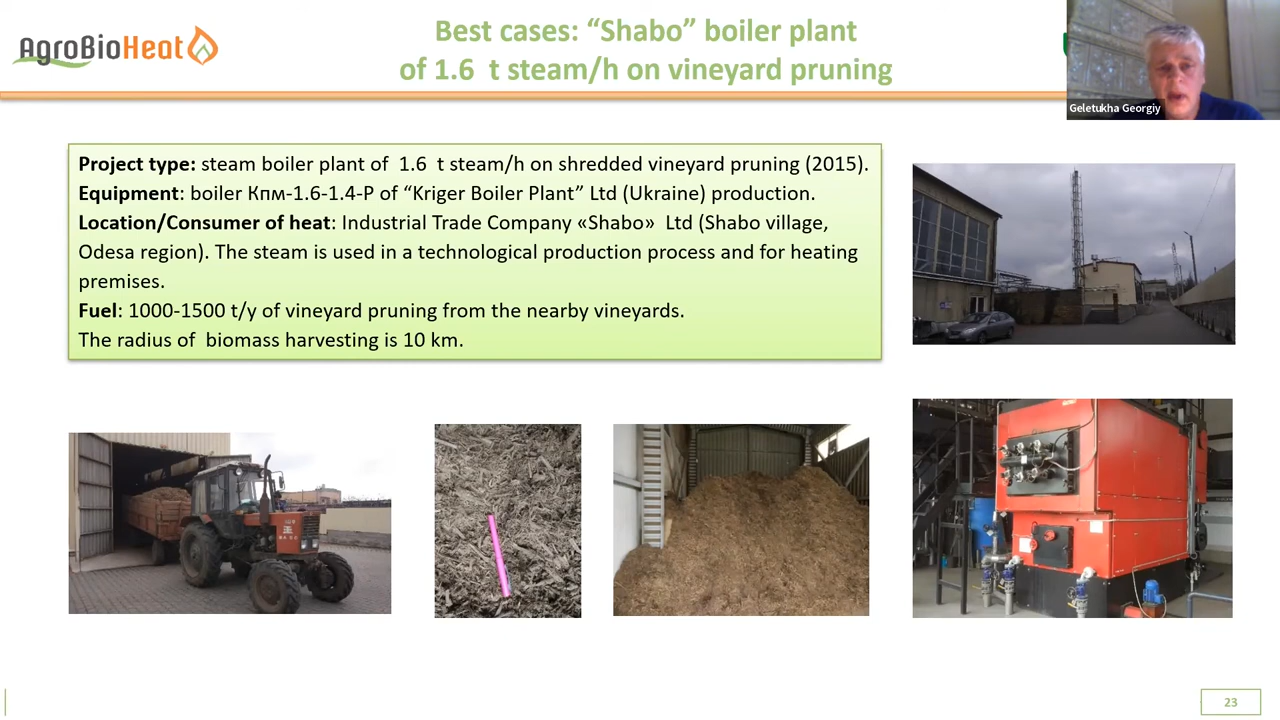 AgroBioHeat
Best cases: “Shabo” boiler plant
of 1.6 t steam/h on vineyard pruning
Geletukha Georgiy
Project type: steam boiler plant of 1.6 t steam/h on shredded vineyard pruning (2015).
Equipment: boiler Кпм-1.6-1.4-Р of “Kriger Boiler Plant” Ltd (Ukraine) production.
Location/Consumer of heat: Industrial Trade Company «Shabo» Ltd (Shabo village,
Odesa region). The steam is used in a technological production process and for heating
premises.
Fuel: 1000-1500 t/y of vineyard pruning from the nearby vineyards.
The radius of biomass harvesting is 10 km.
23